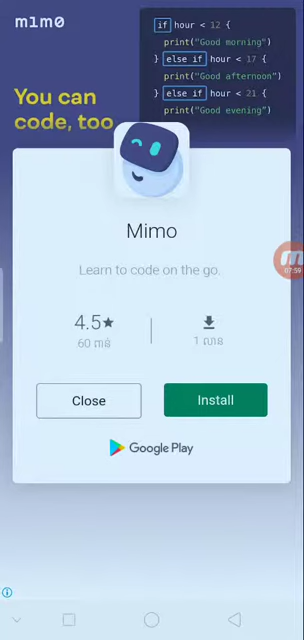 mimo
if hour < 12 {
print("Good morning")
} else if hour < 17 {
print("Good afternoon")
} else if hour < 21 {
print("Good evening")
You can
code, too
Mimo
Learn to code on the go.
4.5★
60 ពាន់
1 លាន
07:59
Close
Install
Google Play